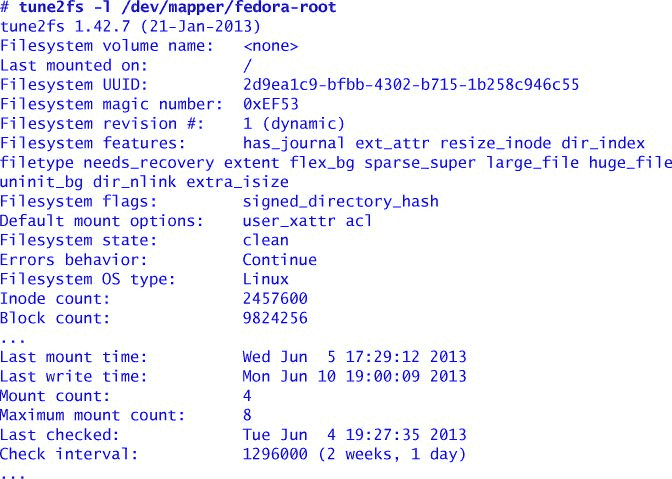 # tune2fs -l /dev/mapper/fedora-root
tune2fs 1.42.7 (21-Jan-2013)
Filesystem volume name:   <none>
Last mounted on:          /
Filesystem UUID:          2d9ea1c9-bfbb-4302-b715-1b258c946c55
Filesystem magic number:  0xEF53
Filesystem revision #:    1 (dynamic)
Filesystem features:      has_journal ext_attr resize_inode dir_index
filetype needs_recovery extent flex_bg sparse_super large_file huge_file
uninit_bg dir_nlink extra_isize
Filesystem flags:         signed_directory_hash
Default mount options:    user_xattr acl
Filesystem state:         clean
Errors behavior:          Continue
Filesystem OS type:       Linux
Inode count:              2457600
Block count:              9824256
...
Last mount time:          Wed Jun  5 17:29:12 2013
Last write time:          Mon Jun 10 19:00:09 2013
Mount count:              4
Maximum mount count:      8
Last checked:             Tue Jun  4 19:27:35 2013
Check interval:           1296000 (2 weeks, 1 day)
...